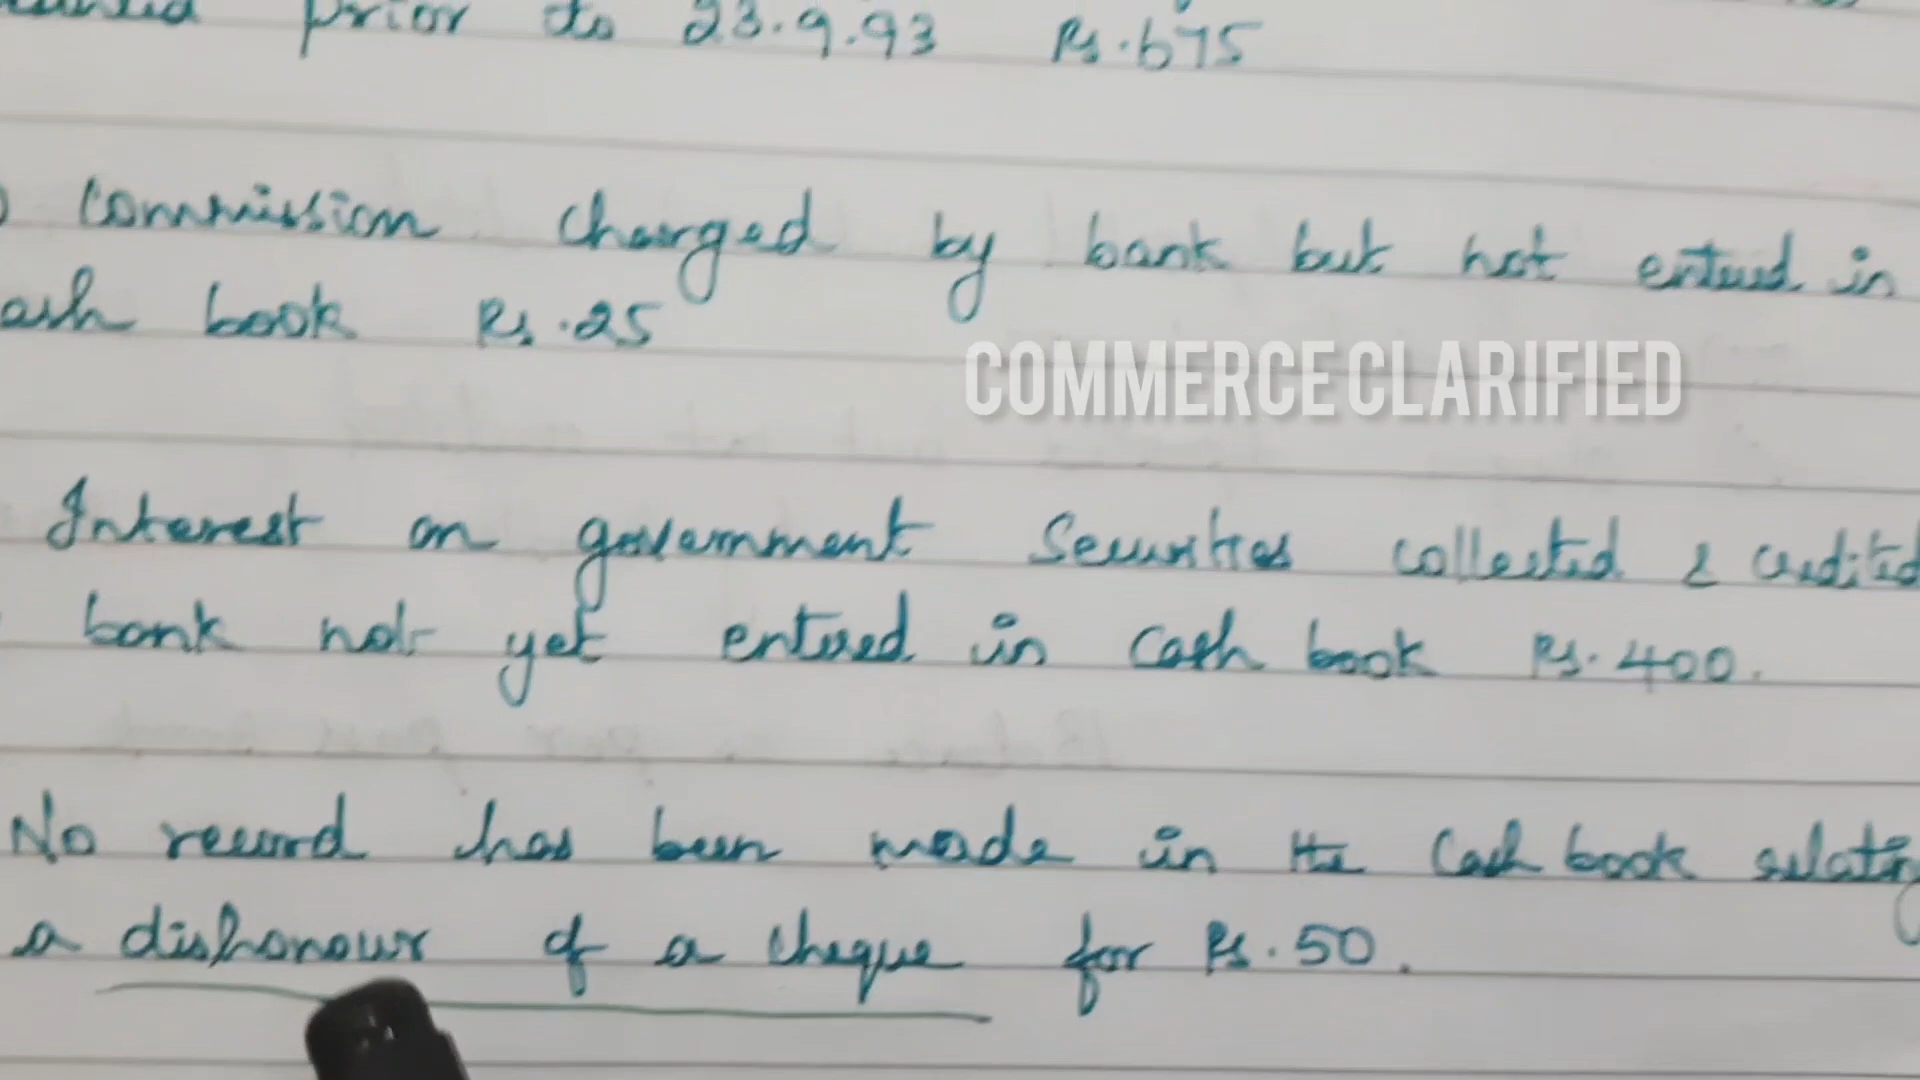 prior to 23.9.93 Rs.675
Commission charged by bank but not entered in
ash book Rs.25
COMMERCE CLARIFIED
Interest on government Securities collected & credited
bank not yet entered in cash book Rs.400.
No record has been made in the Cash book relating
a dishonour of a cheque for Rs.50.